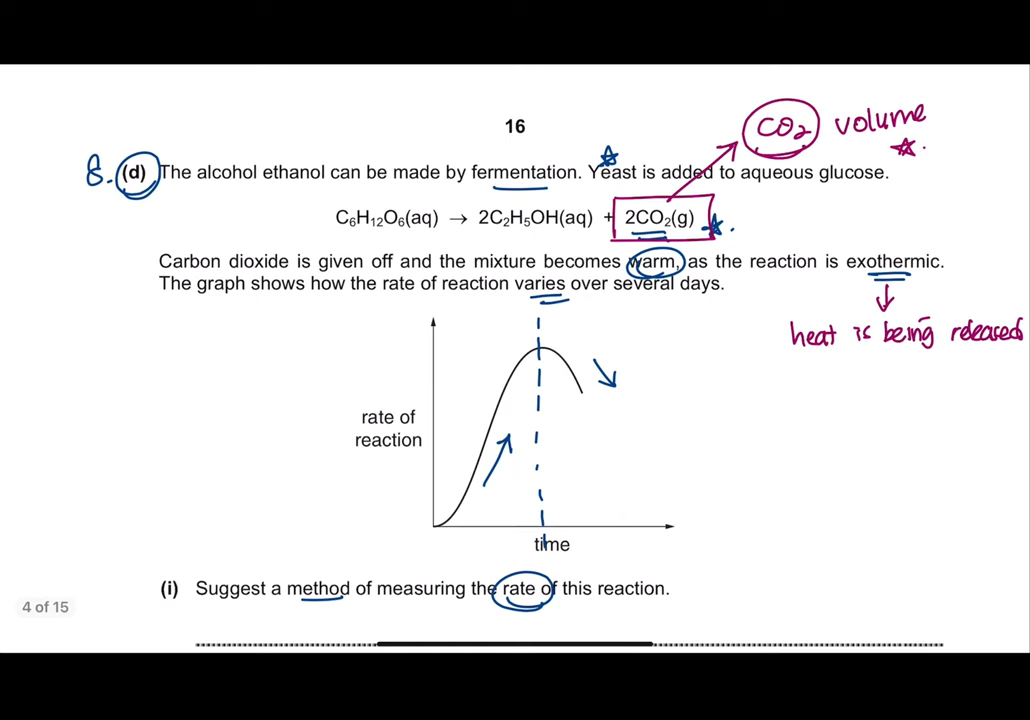 CO₂ volume
16
8. (d) The alcohol ethanol can be made by fermentation. Yeast is added to aqueous glucose.
C₆H₁₂O₆(aq) → 2C₂H₅OH(aq) + 2CO₂(g)
Carbon dioxide is given off and the mixture becomes warm, as the reaction is exothermic.
The graph shows how the rate of reaction varies over several days.
heat is being released
rate of
reaction
time
(i) Suggest a method of measuring the rate of this reaction.
4 of 15